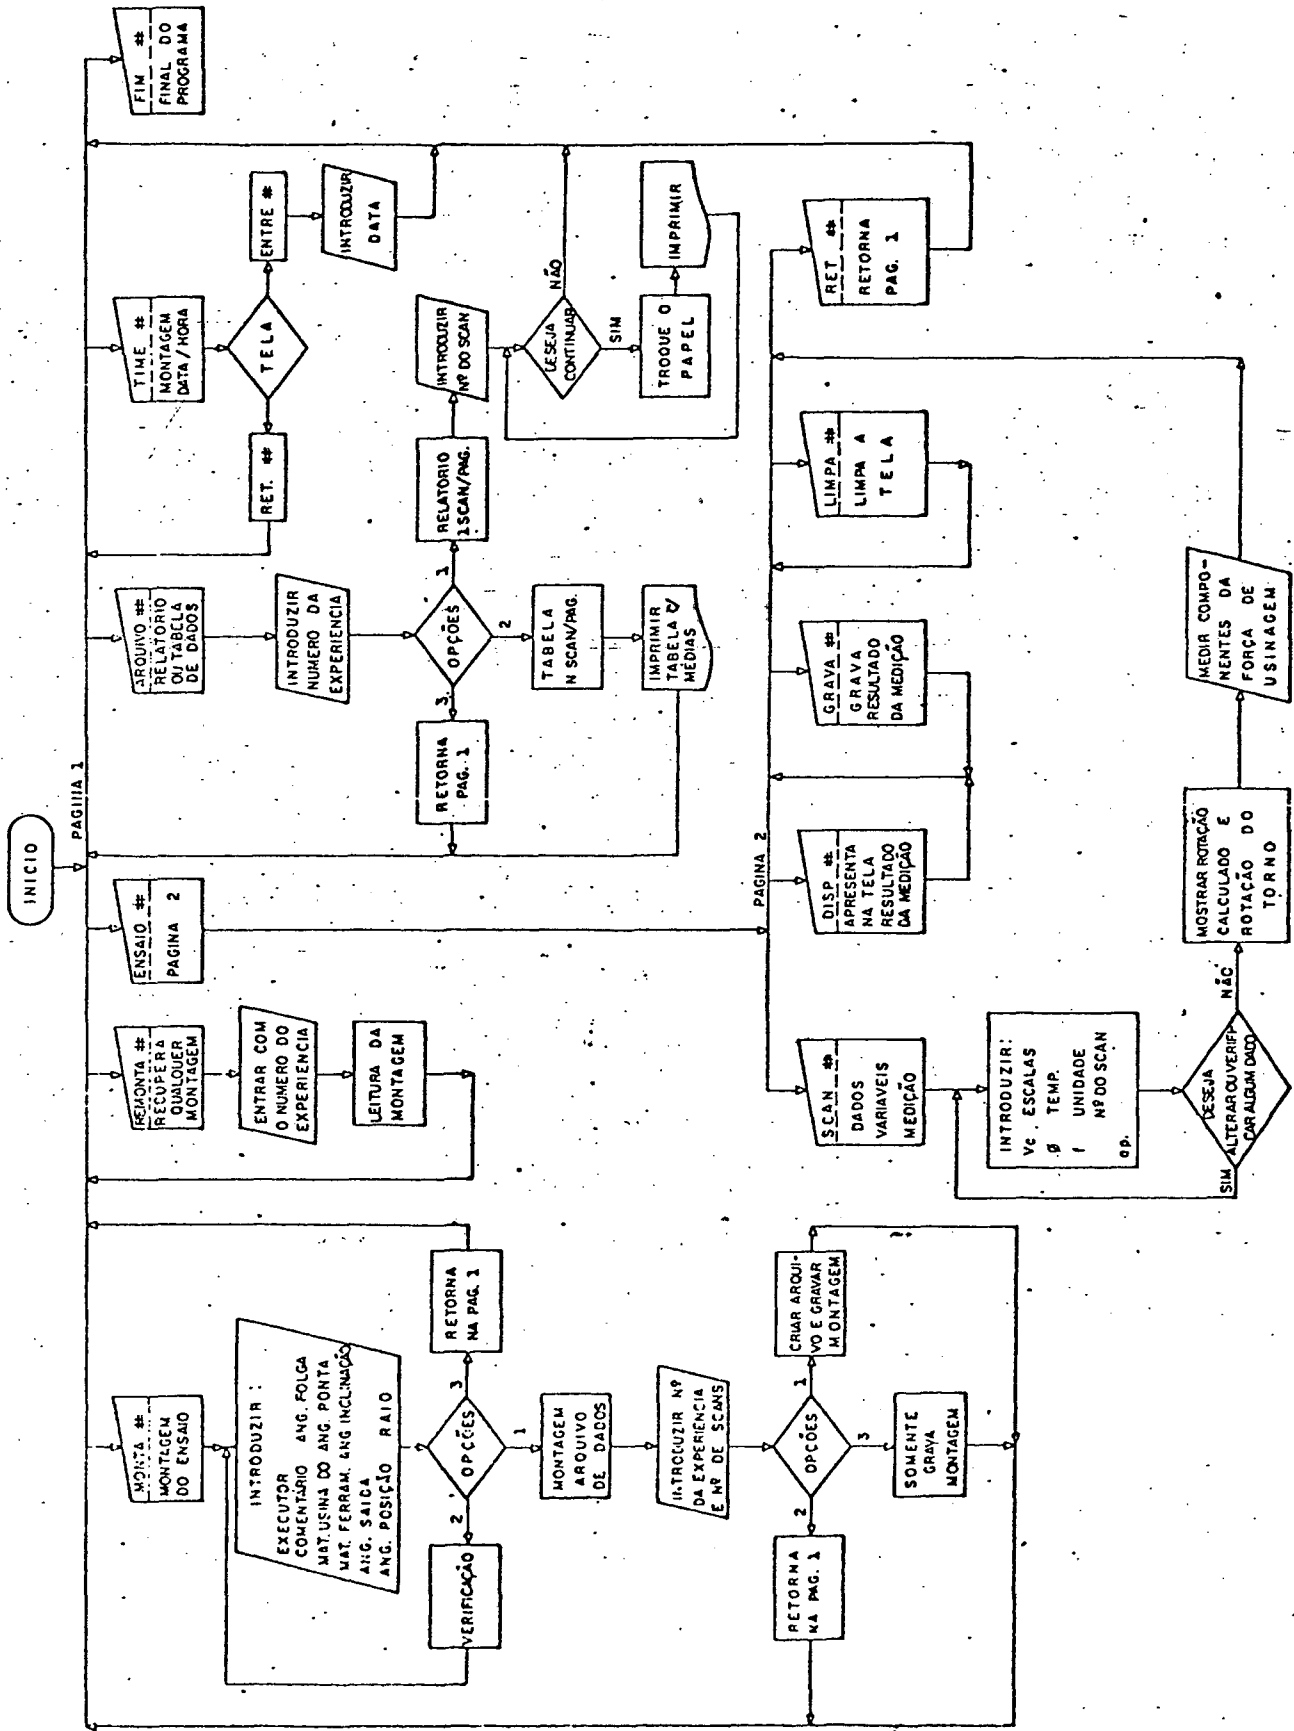 INICIO
PAGINA 1
MONTA #
MONTAGEM
DO ENSAIO
INTRODUZIR :
EXECUTOR
COMENTÁRIO ANG. FOLGA
MAT. USINADO ANG. PONTA
MAT. FERRAM. ANG INCLINAÇÃO
ANG. SAIDA
ANG. POSIÇÃO RAIO
OPÇÕES
2
VERIFICAÇÃO
3
RETORNA
NA PAG. 1
1
MONTAGEM
ARQUIVO
DE DADOS
INTRODUZIR Nº
DA EXPERIENCIA
E Nº DE SCANS
OPÇÕES
2
RETORNA
NA PAG. 1
1
CRIAR ARQUI-
VO E GRAVAR
MONTAGEM
3
SOMENTE
GRAVA
MONTAGEM
REMONTA #
RECUPERA
QUALQUER
MONTAGEM
ENTRAR COM
O NUMERO DO
EXPERIENCIA
LEITURA DA
MONTAGEM
ENSAIO #
PAGINA 2
ARQUIVO #
RELATORIO
OU TABELA
DE DADOS
INTRODUZIR
NUMERO DA
EXPERIENCIA
OPÇÕES
3
RETORNA
PAG. 1
2
TABELA
N SCAN/PAG.
IMPRIMIR
TABELA C/
MÉDIAS
1
RELATORIO
1 SCAN/PAG.
INTRODUZIR
Nº DO SCAN
DESEJA
CONTINUAR
NÃO
SIM
TROQUE O
PAPEL
IMPRIMIR
TIME #
MONTAGEM
DATA / HORA
TELA
RET. #
ENTRE #
INTRODUZIR
DATA
FIM #
FINAL DO
PROGRAMA
PAGINA 2
SCAN #
DADOS
VARIAVEIS
MEDIÇÃO
INTRODUZIR:
Vc . ESCALAS
Ø TEMP.
f UNIDADE
Nº DO SCAN
ap.
DESEJA
ALTERAR OU VERIFI-
CAR ALGUM DADO
SIM
NÃO
MOSTRAR ROTAÇÃO
CALCULADO E
ROTAÇÃO DO
TORNO
MEDIR COMPO-
NENTES DA
FORÇA DE
USINAGEM
DISP #
APRESENTA
NA TELA
RESULTADO
DA MEDIÇÃO
GRAVA #
GRAVA
RESULTADO
DA MEDIÇÃO
LIMPA #
LIMPA A
TELA
RET #
RETORNA
PAG. 1